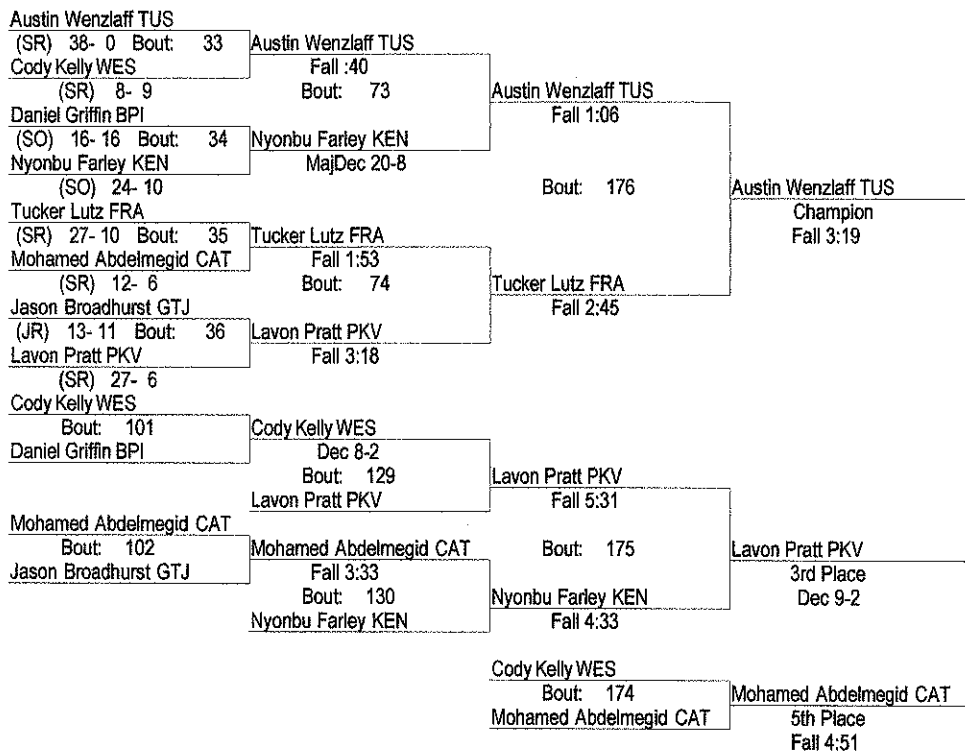 Austin Wenzlaff TUS
(SR) 38- 0 Bout: 33
Cody Kelly WES
(SR) 8- 9
Daniel Griffin BPI
(SO) 16- 16 Bout: 34
Nyonbu Farley KEN
(SO) 24- 10
Tucker Lutz FRA
(SR) 27- 10 Bout: 35
Mohamed Abdelmegid CAT
(SR) 12- 6
Jason Broadhurst GTJ
(JR) 13- 11 Bout: 36
Lavon Pratt PKV
(SR) 27- 6
Austin Wenzlaff TUS
Fall :40
Bout: 73
Nyonbu Farley KEN
MajDec 20-8
Tucker Lutz FRA
Fall 1:53
Bout: 74
Lavon Pratt PKV
Fall 3:18
Austin Wenzlaff TUS
Fall 1:06
Bout: 176
Tucker Lutz FRA
Fall 2:45
Austin Wenzlaff TUS
Champion
Fall 3:19
Cody Kelly WES
Bout: 101
Daniel Griffin BPI
Mohamed Abdelmegid CAT
Bout: 102
Jason Broadhurst GTJ
Cody Kelly WES
Dec 8-2
Bout: 129
Lavon Pratt PKV
Mohamed Abdelmegid CAT
Fall 3:33
Bout: 130
Nyonbu Farley KEN
Lavon Pratt PKV
Fall 5:31
Bout: 175
Nyonbu Farley KEN
Fall 4:33
Lavon Pratt PKV
3rd Place
Dec 9-2
Cody Kelly WES
Bout: 174
Mohamed Abdelmegid CAT
Mohamed Abdelmegid CAT
5th Place
Fall 4:51